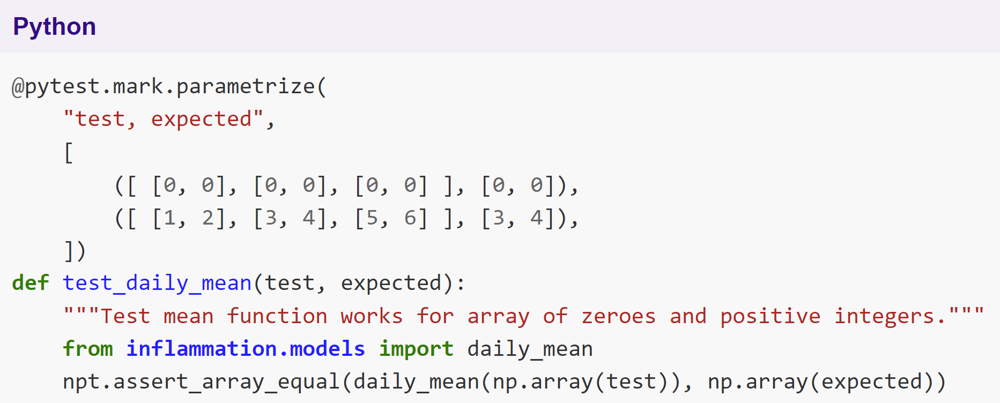 Python
@pytest.mark.parametrize(
    "test, expected",
    [
        ([ [0, 0], [0, 0], [0, 0] ], [0, 0]),
        ([ [1, 2], [3, 4], [5, 6] ], [3, 4]),
    ])
def test_daily_mean(test, expected):
    """Test mean function works for array of zeroes and positive integers."""
    from inflammation.models import daily_mean
    npt.assert_array_equal(daily_mean(np.array(test)), np.array(expected))